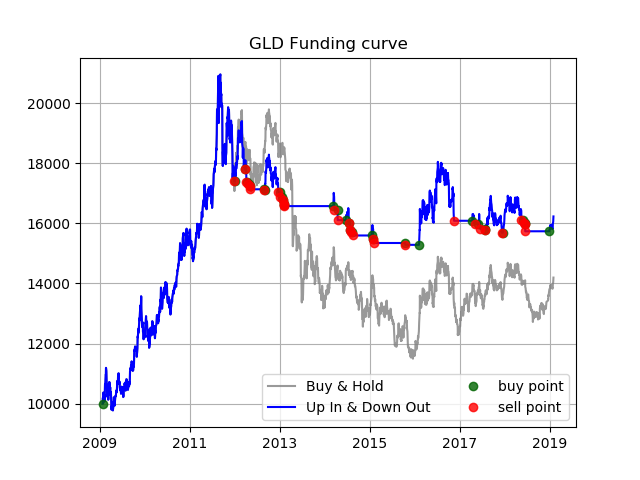 GLD Funding curve
20000
18000
16000
14000
12000
10000
Buy & Hold
Up In & Down Out
buy point
sell point
2009 2011 2013 2015 2017 2019